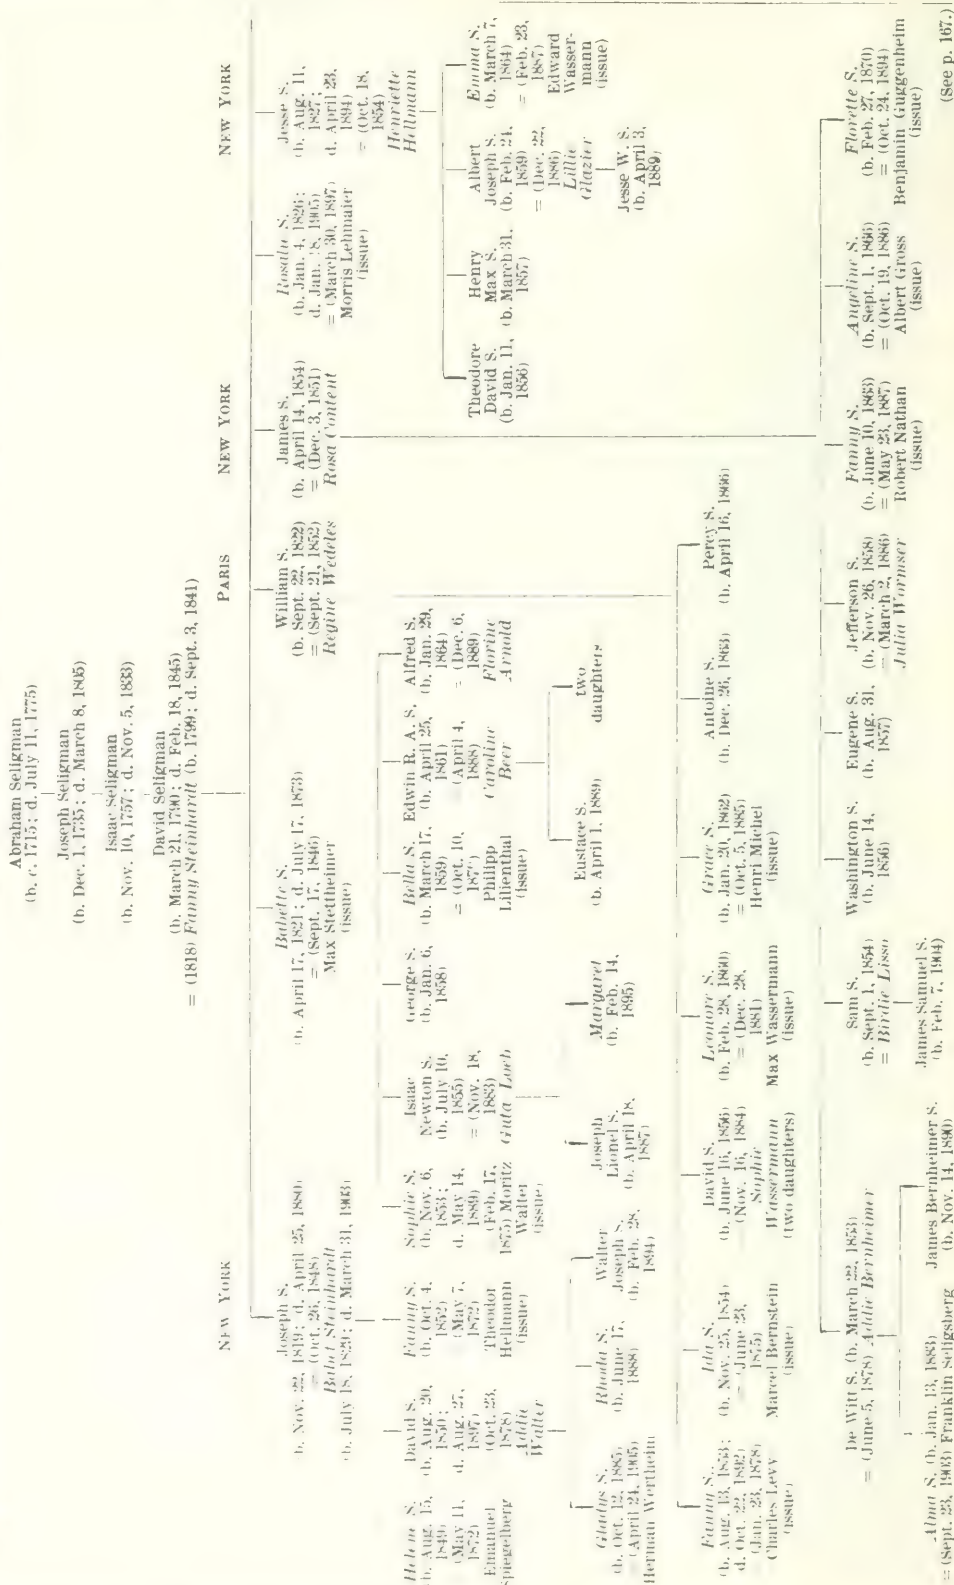 Abraham Seligman
(b. c. 1715; d. July 11, 1775)
Joseph Seligman
(b. Dec. 1, 1735; d. March 8, 1805)
Isaac Seligman
(b. Nov. 10, 1757; d. Nov. 5, 1833)
David Seligman
(b. March 21, 1790; d. Feb. 18, 1845)
= (1818) Fanny Steinhardt (b. 1799; d. Sept. 3, 1841)
NEW YORK
PARIS
NEW YORK
NEW YORK
Joseph S.
(b. Nov. 22, 1819; d. April 25, 1880)
= (Oct. 26, 1848)
Babet Steinhardt
(b. July 18, 1829; d. March 31, 1903)
Babette S.
(b. April 17, 1821; d. July 17, 1873)
= (Sept. 17, 1846)
Max Stettheimer
(issue)
William S.
(b. Sept. 22, 1822)
= (Sept. 21, 1852)
Regine Wedeles
James S.
(b. April 14, 1854)
= (Dec. 3, 1851)
Rosa Content
Rosalie S.
(b. Jan. 4, 1826;
d. Jan. 1905)
= (March 30, 1897)
Morris Lehmaier
(issue)
Jesse S.
(b. Aug. 11,
1827;
d. April 23,
1894)
= (Oct. 18,
1854)
Henriette
Hellmann
Theodore
David S.
(b. Jan. 11,
1856)
Henry
Max S.
(b. March 31,
1857)
Albert
Joseph S.
(b. Feb. 24,
1859)
= (Dec. 22,
1886)
Lillie
Glazier
Jesse W. S.
(b. April 3,
1889)
Emma S.
(b. March 7,
1864)
= (Feb. 23,
1887)
Edward
Wasser-
mann
(issue)
Helene S.
(b. Aug. 15,
1849)
(May 11,
1872)
Emanuel
Spiegelberg
David S.
(b. Aug. 20,
1850;
d. Aug. 27,
1897)
(Oct. 23,
1878)
Addie
Walter
Fanny S.
(b. Oct. 4,
1852)
(May 7,
1872)
Theodor
Hellmann
(issue)
Sophie S.
(b. Nov. 6,
1853;
d. May 14,
1889)
(Feb. 17,
1875) Moritz
Walter
(issue)
Isaac
Newton S.
(b. July 10,
1855)
= (Nov. 18,
1883)
Guta Loeb
George S.
(b. Jan. 6,
1858)
Bella S.
(b. March 17,
1859)
= (Oct. 10,
Philipp
Lilienthal
(issue)
Edwin R. A. S.
(b. April 25,
1861)
= (April 4,
1888)
Caroline
Beer
Alfred S.
(b. Jan. 29,
1864)
= (Dec. 6,
1889)
Florine
Arnold
Gladys S.
(b. Oct. 12, 1885)
= (April 24, 1905)
Herman Wertheim
Rhoda S.
(b. June 17,
1888)
Walter
Joseph S.
(b. Feb. 28,
1894)
Joseph
Lionel S.
(b. April 18,
1887)
Margaret
(b. Feb. 14,
1895)
Eustace S.
(b. April 1, 1889)
two
daughters
Fanny S.
(b. Aug. 13, 1853;
d. Oct. 22, 1892)
(Jan. 23, 1878)
Charles Levy
(issue)
Ida S.
(b. Nov. 25, 1854)
= (June 23,
1875)
Marcel Bernstein
(issue)
David S.
(b. June 16, 1856)
(Nov. 16, 1884)
Sophie
Wassermann
(two daughters)
Leonore S.
(b. Feb. 28, 1860)
= (Dec. 28,
1881)
Max Wassermann
(issue)
Grace S.
(b. Jan. 20, 1862)
= (Oct. 5, 1885)
Henri Michel
(issue)
Antoine S.
(b. Dec. 26, 1863)
Percy S.
(b. April 16, 1866)
De Witt S. (b. March 22, 1853)
= (June 5, 1878) Addie Bernheimer
Sam S.
(b. Sept. 1, 1854)
= Birdie Lisso
Washington S.
(b. June 14,
1856)
Eugene S.
(b. Aug. 31,
1857)
Jefferson S.
(b. Nov. 26, 1858)
= (March 2, 1886)
Julia Wormser
Fanny S.
(b. June 10, 1863)
= (May 23, 1887)
Robert Nathan
(issue)
Angeline S.
(b. Sept. 1, 1866)
= (Oct. 19, 1886)
Albert Gross
(issue)
Florette S.
(b. Feb. 27, 1870)
= (Oct. 24, 1894)
Benjamin Guggenheim
(issue)
Alma S. (b. Jan. 13, 1883)
= (Sept. 23, 1903) Franklin Seligsberg
James Bernheimer S.
(b. Nov. 14, 1890)
James Samuel S.
(b. Feb. 7, 1904)
(See p. 167.)